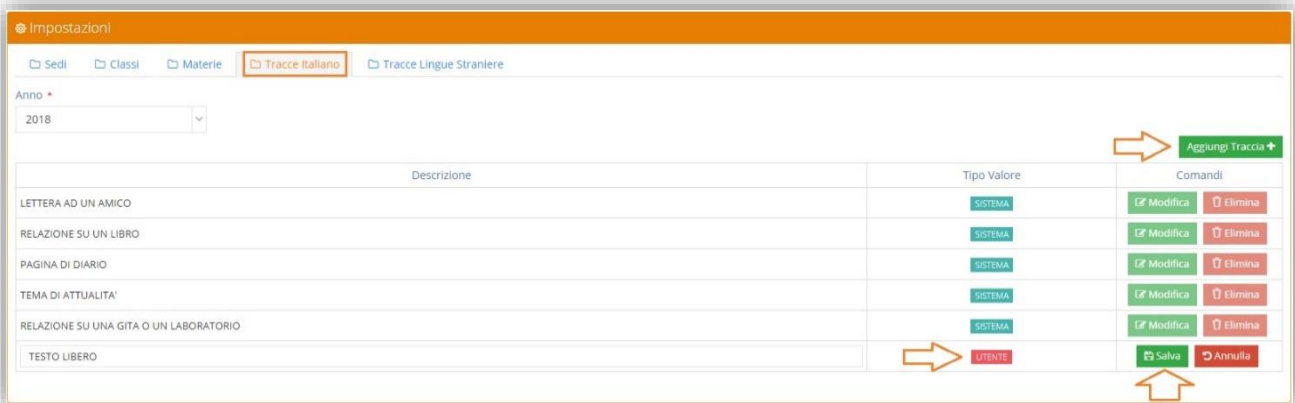 Impostazioni
Sedi Classi Materie Tracce Italiano Tracce Lingue Straniere
Anno *
2018
Aggiungi Traccia
Descrizione Tipo Valore Comandi
LETTERA AD UN AMICO SISTEMA Modifica Elimina
RELAZIONE SU UN LIBRO SISTEMA Modifica Elimina
PAGINA DI DIARIO SISTEMA Modifica Elimina
TEMA DI ATTUALITA' SISTEMA Modifica Elimina
RELAZIONE SU UNA GITA O UN LABORATORIO SISTEMA Modifica Elimina
TESTO LIBERO UTENTE Salva Annulla